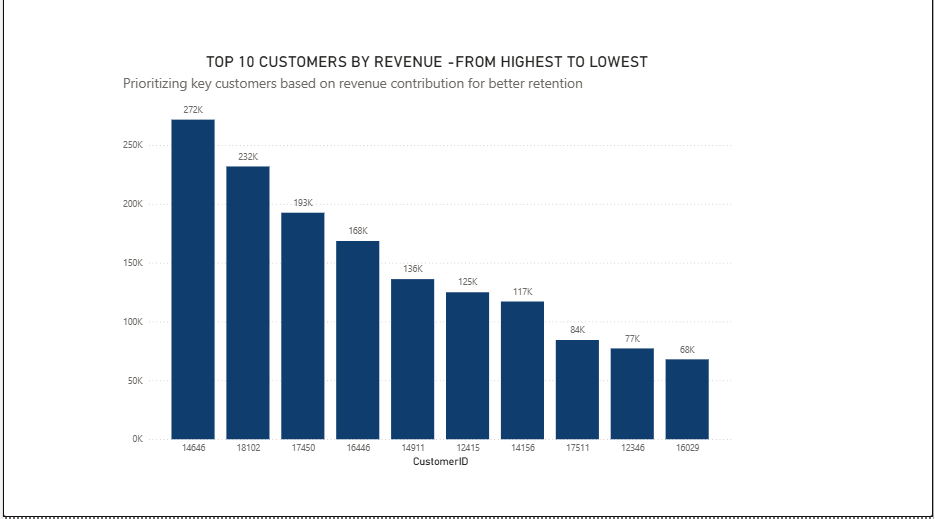 TOP 10 CUSTOMERS BY REVENUE -FROM HIGHEST TO LOWEST
Prioritizing key customers based on revenue contribution for better retention
272K
250K
232K
200K
193K
168K
150K
136K
125K
117K
100K
84K
77K
68K
50K
0K
14646 18102 17450 16446 14911 12415 14156 17511 12346 16029
CustomerID